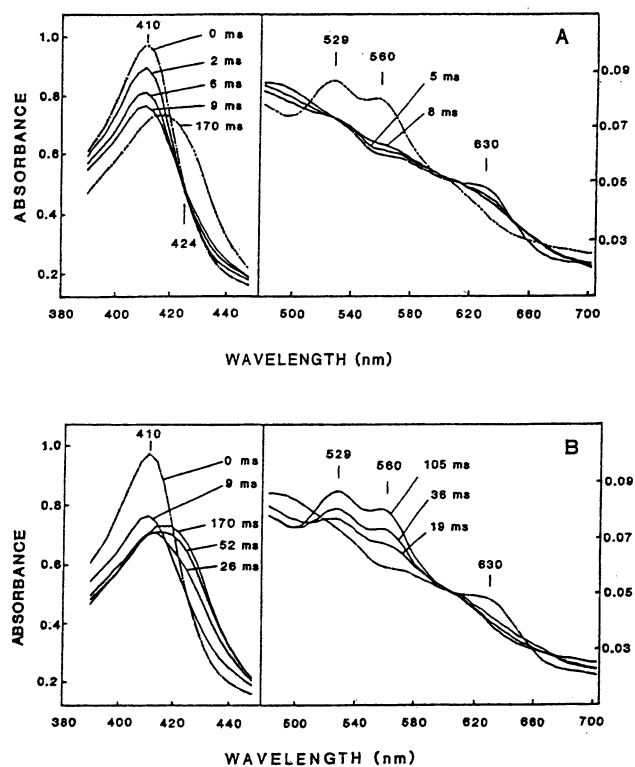 410
0 ms
2 ms
6 ms
9 ms
170 ms
424
529
560
A
5 ms
8 ms
630
ABSORBANCE
1.0
0.8
0.6
0.4
0.2
0.09
0.07
0.05
0.03
380 400 420 440 500 540 580 620 660 700
WAVELENGTH (nm)
410
0 ms
9 ms
170 ms
52 ms
26 ms
529
560
B
105 ms
36 ms
19 ms
630
ABSORBANCE
1.0
0.8
0.6
0.4
0.2
0.09
0.07
0.05
0.03
380 400 420 440 500 540 580 620 660 700
WAVELENGTH (nm)